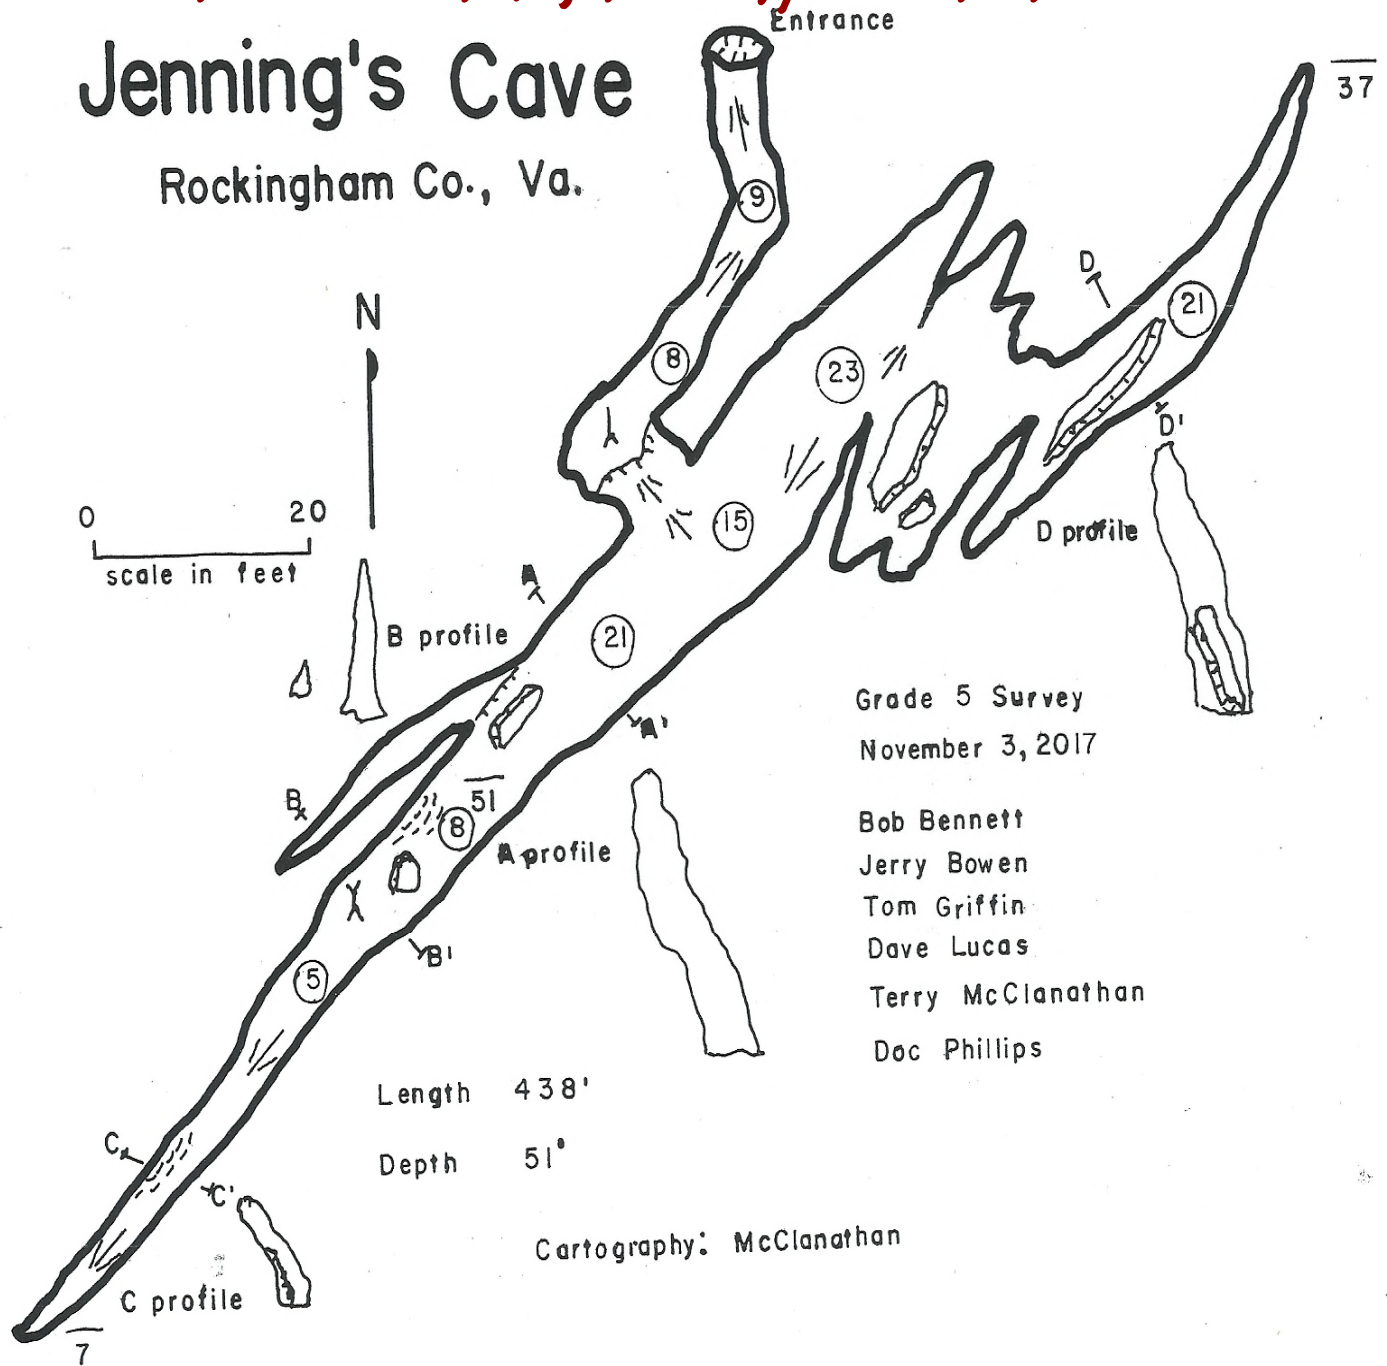 Entrance
Jenning's Cave
Rockingham Co., Va.
37
9
D
21
N
8
23
D'
0 20
scale in feet
15
D profile
A
21
B profile
A'
Grade 5 Survey
November 3, 2017
B
51
8
A profile
Bob Bennett
Jerry Bowen
Tom Griffin
Dave Lucas
Terry McClanathan
Doc Phillips
B'
5
Length 438'
Depth 51'
C
C'
Cartography: McClanathan
C profile
7